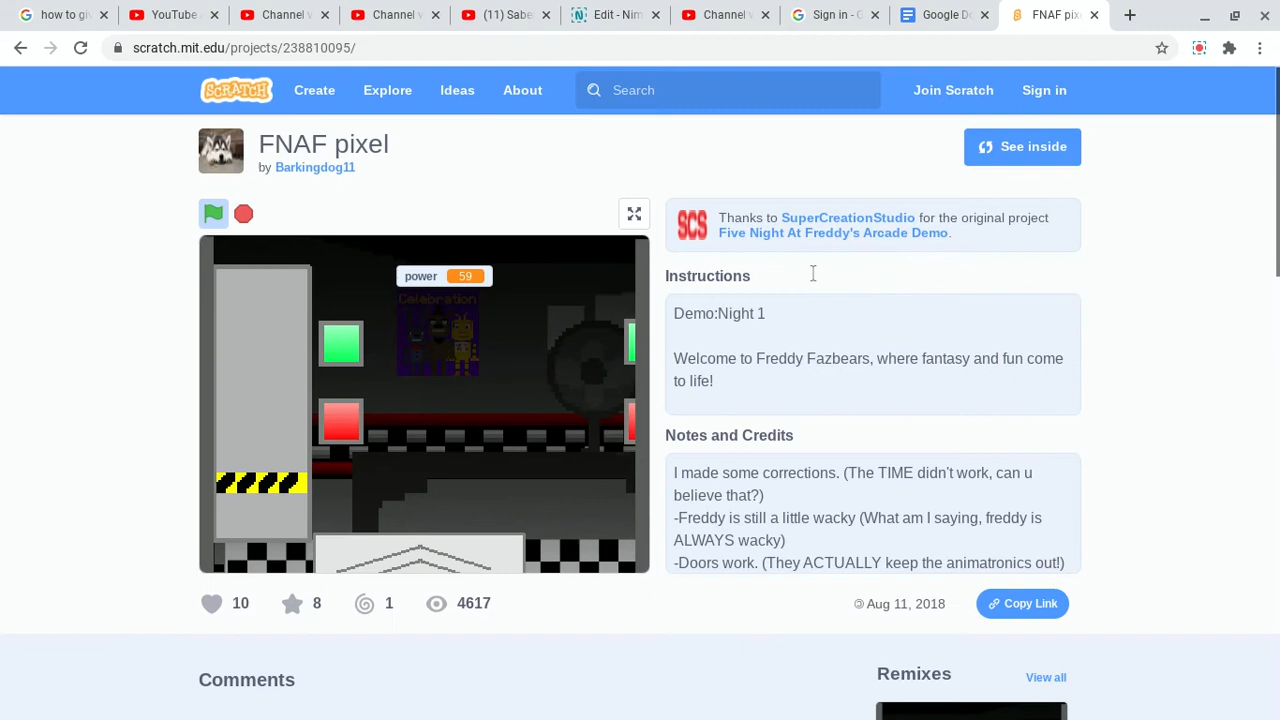 how to giv
YouTube
Channel v
Channel v
(11) Sabe
Edit - Nim
Channel v
Sign in - G
Google Do
FNAF pix
scratch.mit.edu/projects/238810095/
SCRATCH
Create
Explore
Ideas
About
Search
Join Scratch
Sign in
FNAF pixel
by Barkingdog11
See inside
SCS
Thanks to SuperCreationStudio for the original project
Five Night At Freddy's Arcade Demo.
Instructions
Demo:Night 1
Welcome to Freddy Fazbears, where fantasy and fun come
to life!
power 59
Celebration
Notes and Credits
I made some corrections. (The TIME didn't work, can u
believe that?)
-Freddy is still a little wacky (What am I saying, freddy is
ALWAYS wacky)
-Doors work. (They ACTUALLY keep the animatronics out!)
10
8
1
4617
Aug 11, 2018
Copy Link
Comments
Remixes
View all